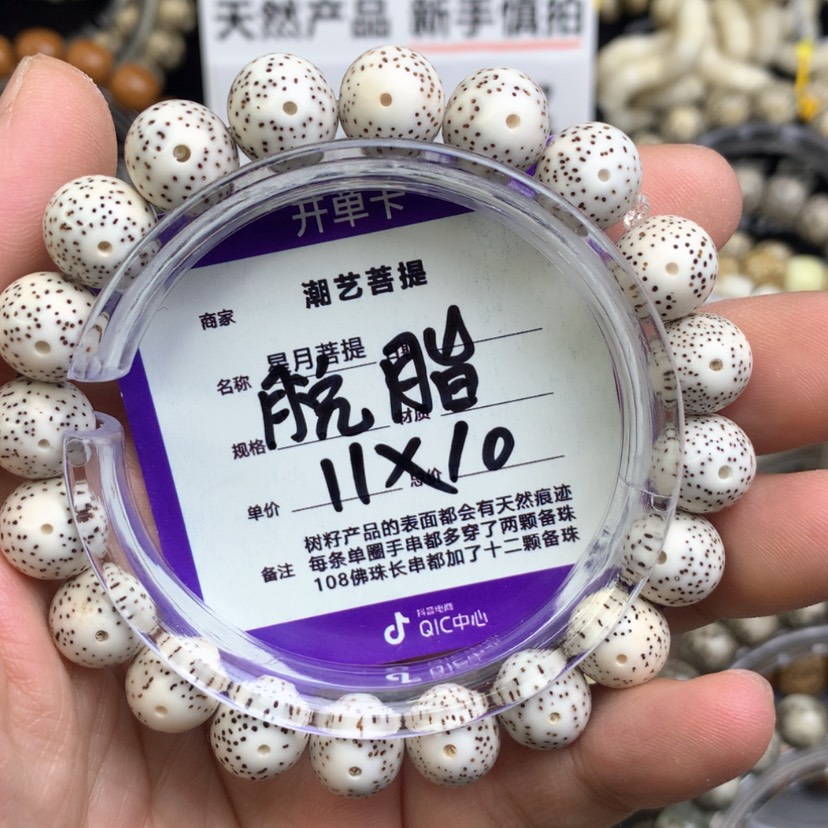 天然产品 新手慎拍
开单卡
商家 潮艺菩提
名称 星月菩提
脱脂
规格 材质
11X10
单价 总价
树籽产品的表面都会有天然痕迹
备注 每条单圈手串都多穿了两颗备珠
108佛珠长串都加了十二颗备珠
抖音电商
QIC中心